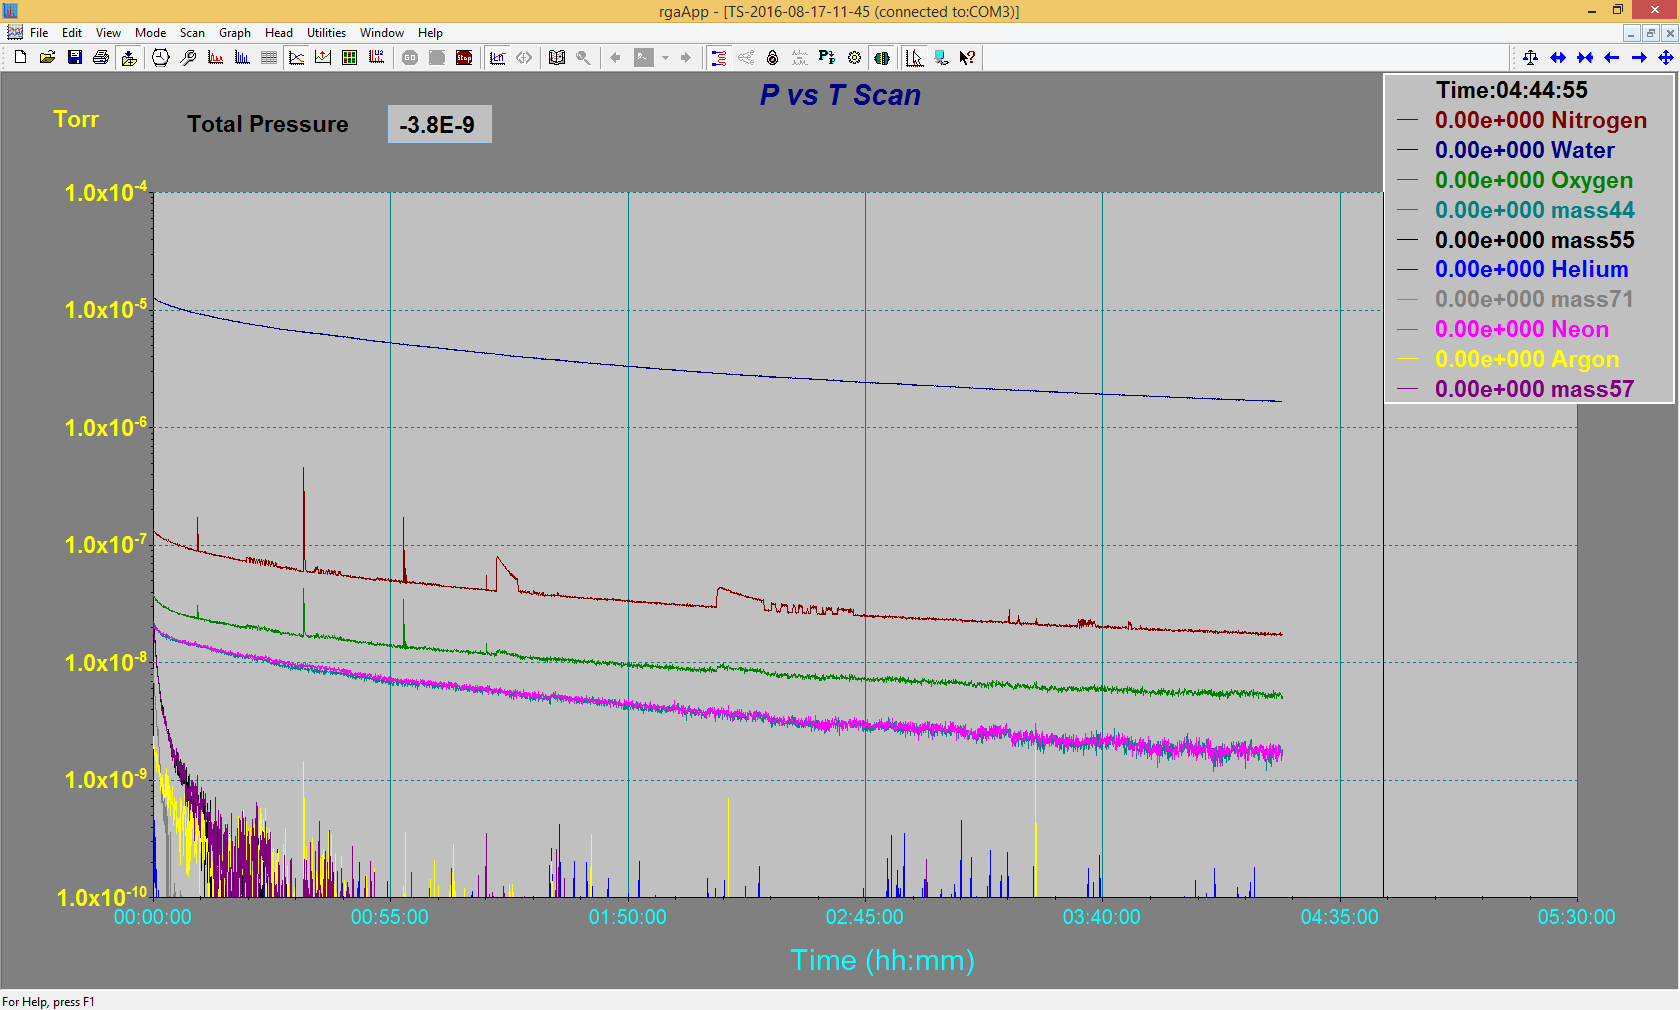 rgaApp - [TS-2016-08-17-11-45 (connected to:COM3)]
File Edit View Mode Scan Graph Head Utilities Window Help
GO Stop
P vs T Scan
Torr
Total Pressure -3.8E-9
Time:04:44:55
0.00e+000 Nitrogen
0.00e+000 Water
0.00e+000 Oxygen
0.00e+000 mass44
0.00e+000 mass55
0.00e+000 Helium
0.00e+000 mass71
0.00e+000 Neon
0.00e+000 Argon
0.00e+000 mass57
1.0x10-4
1.0x10-5
1.0x10-6
1.0x10-7
1.0x10-8
1.0x10-9
1.0x10-10
00:00:00 00:55:00 01:50:00 02:45:00 03:40:00 04:35:00 05:30:00
Time (hh:mm)
For Help, press F1